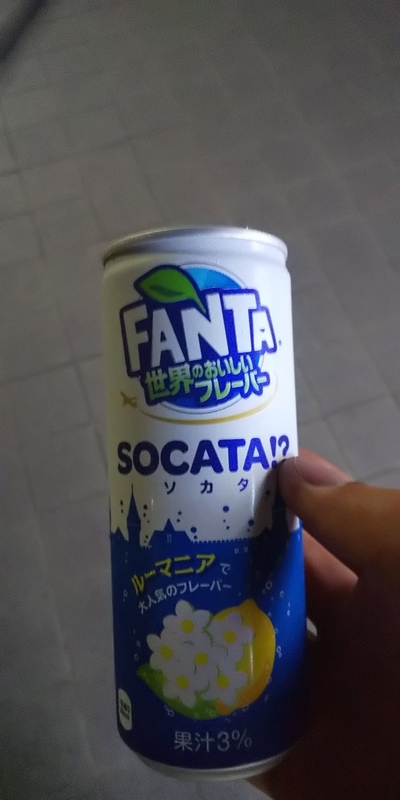 FANTA
世界のおいしい!
フレーバー
SOCATA!?
ソカタ
ルーマニアで
大人気のフレーバー
果汁3%